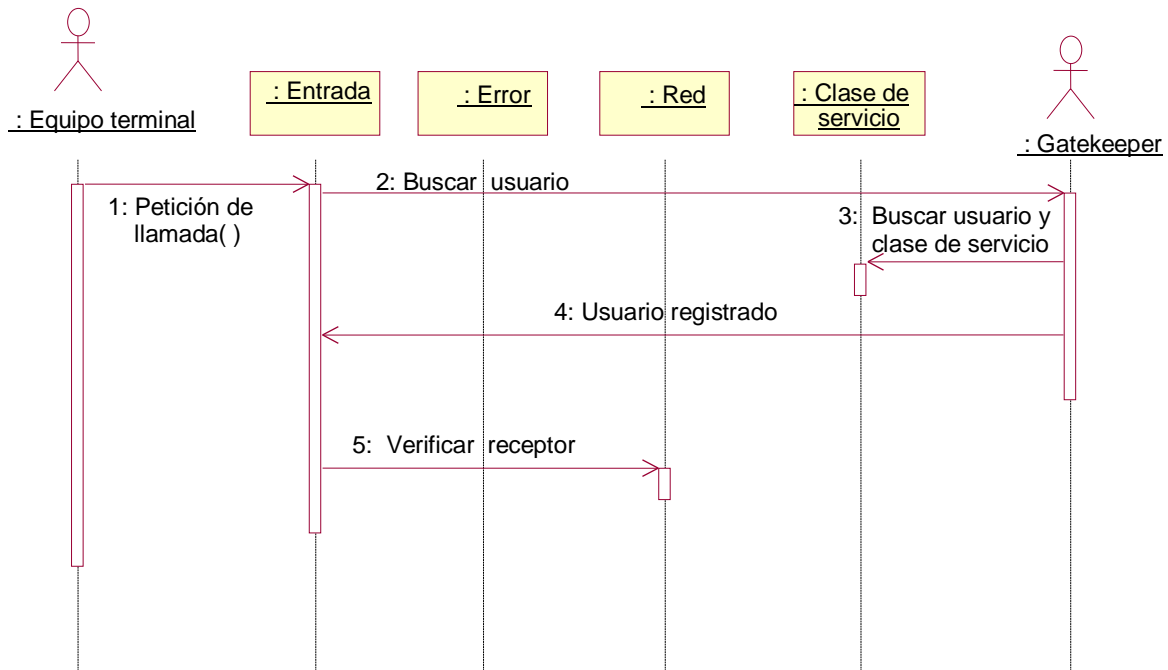 : Equipo terminal
: Entrada
: Error
: Red
: Clase de
servicio
: Gatekeeper
1: Petición de
llamada( )
2: Buscar usuario
3: Buscar usuario y
clase de servicio
4: Usuario registrado
5: Verificar receptor